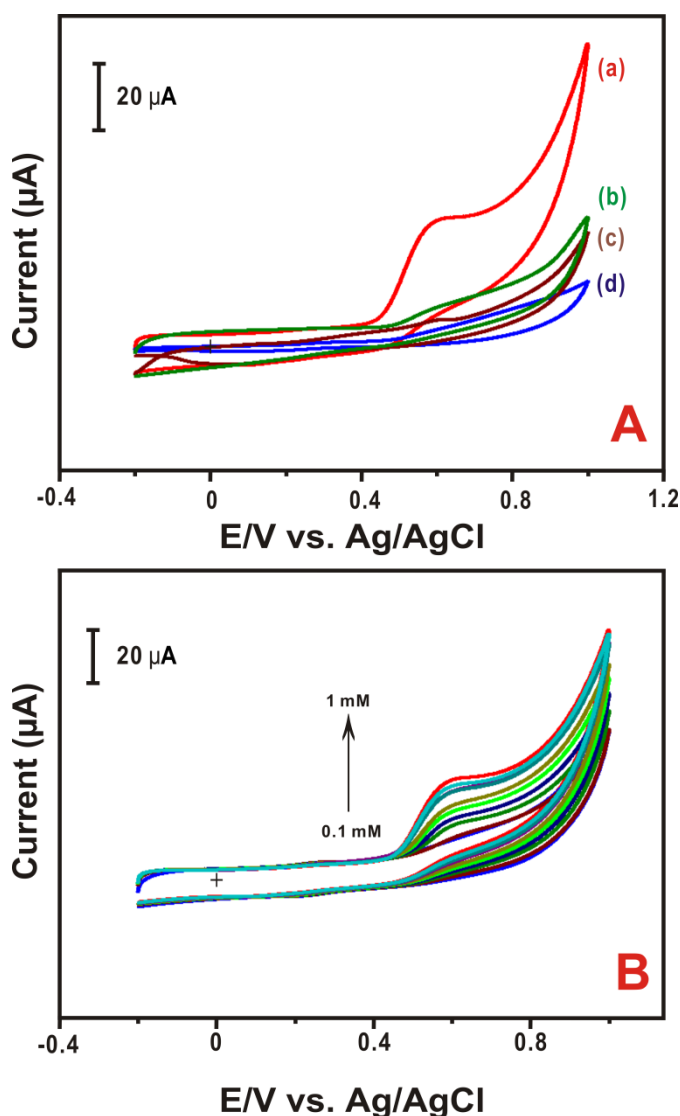 20 µA
(a)
(b)
(c)
(d)
Current (µA)
A
-0.4 0 0.4 0.8 1.2
E/V vs. Ag/AgCl
20 µA
1 mM
0.1 mM
Current (µA)
B
-0.4 0 0.4 0.8
E/V vs. Ag/AgCl